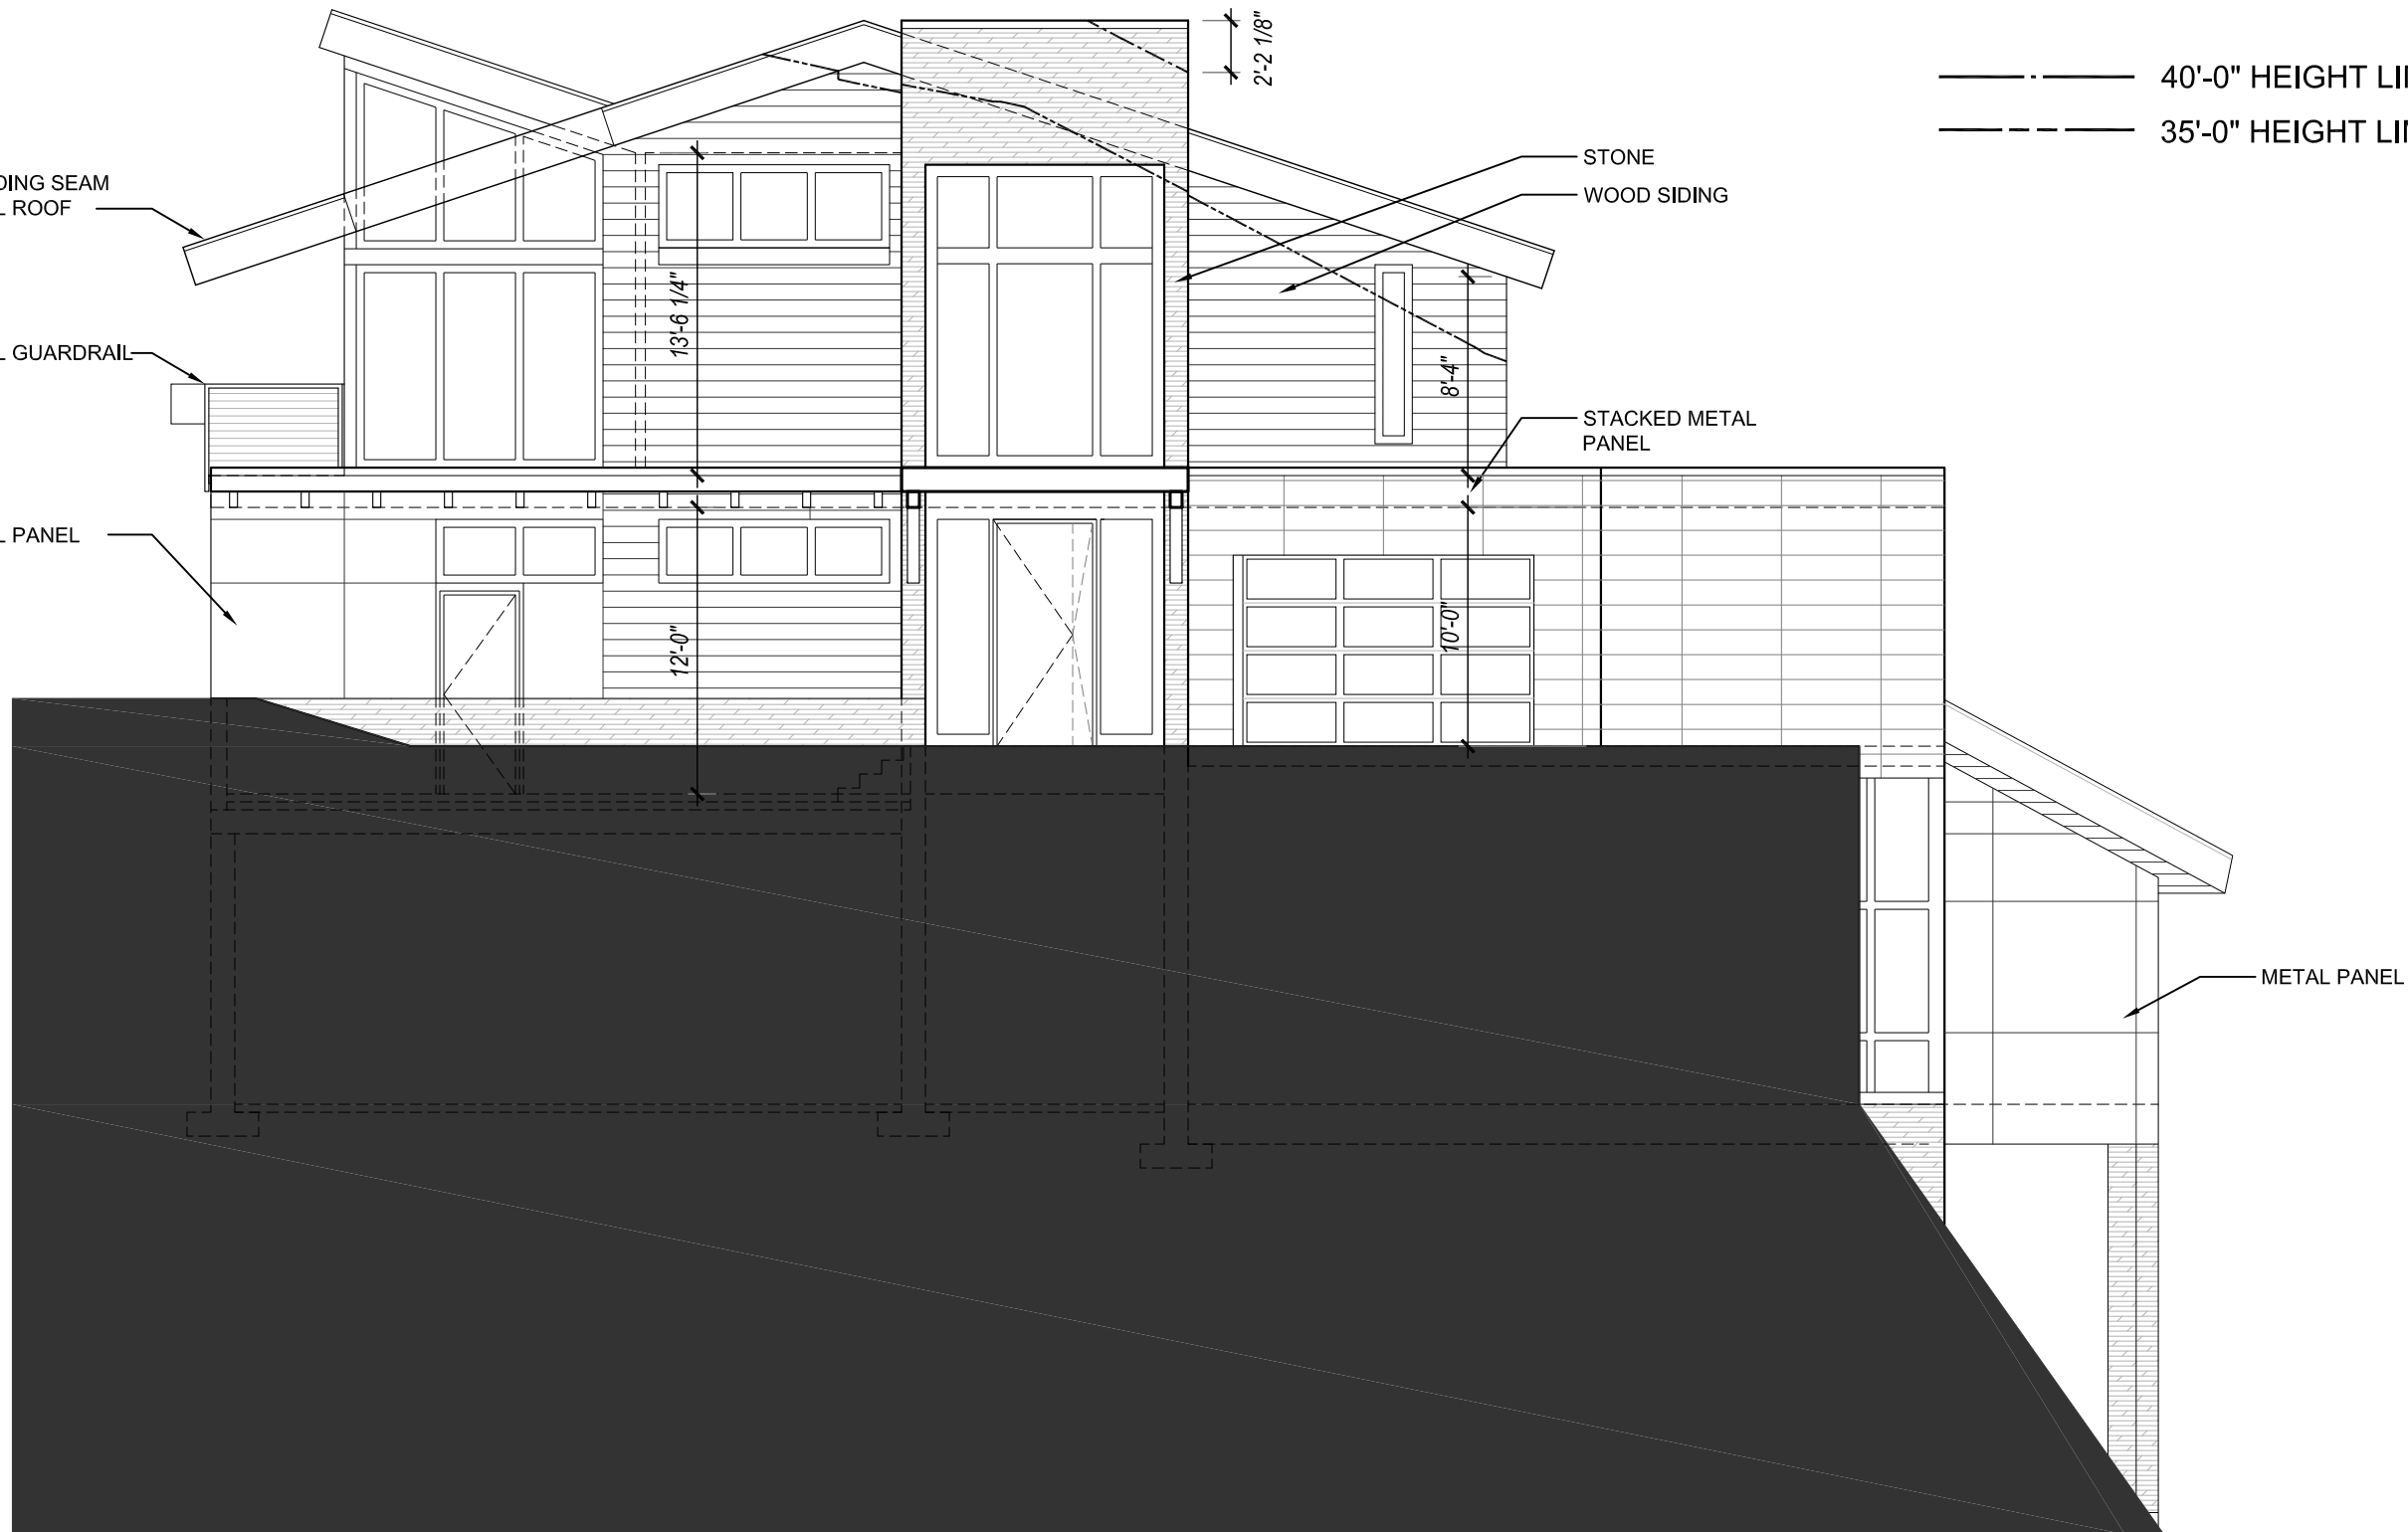 2'-2 1/8"
40'-0" HEIGHT LI
35'-0" HEIGHT LI
STONE
WOOD SIDING
DING SEAM
L ROOF
13'-6 1/4"
L GUARDRAIL
8'-4"
STACKED METAL
PANEL
L PANEL
12'-0"
10'-0"
METAL PANEL